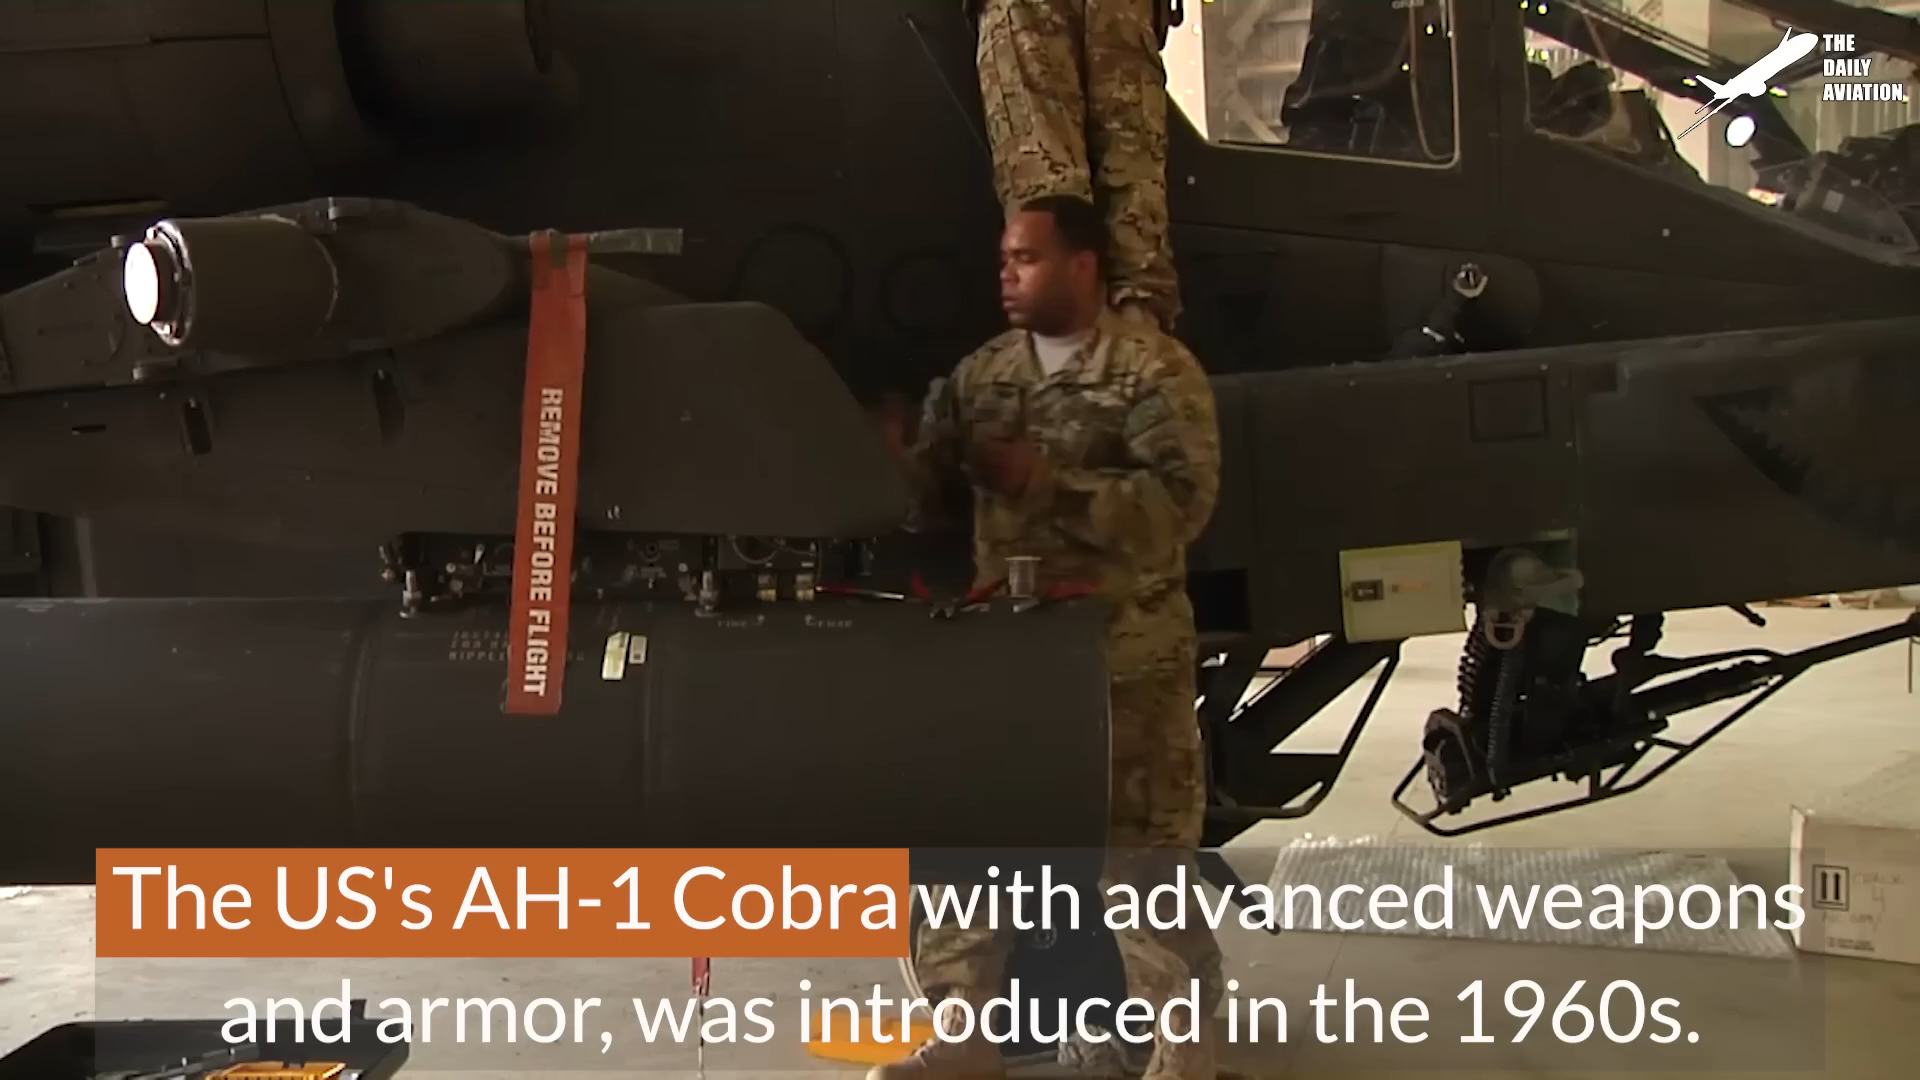 THE
DAILY
AVIATION
REMOVE BEFORE FLIGHT
The US's AH-1 Cobra with advanced weapons
and armor, was introduced in the 1960s.